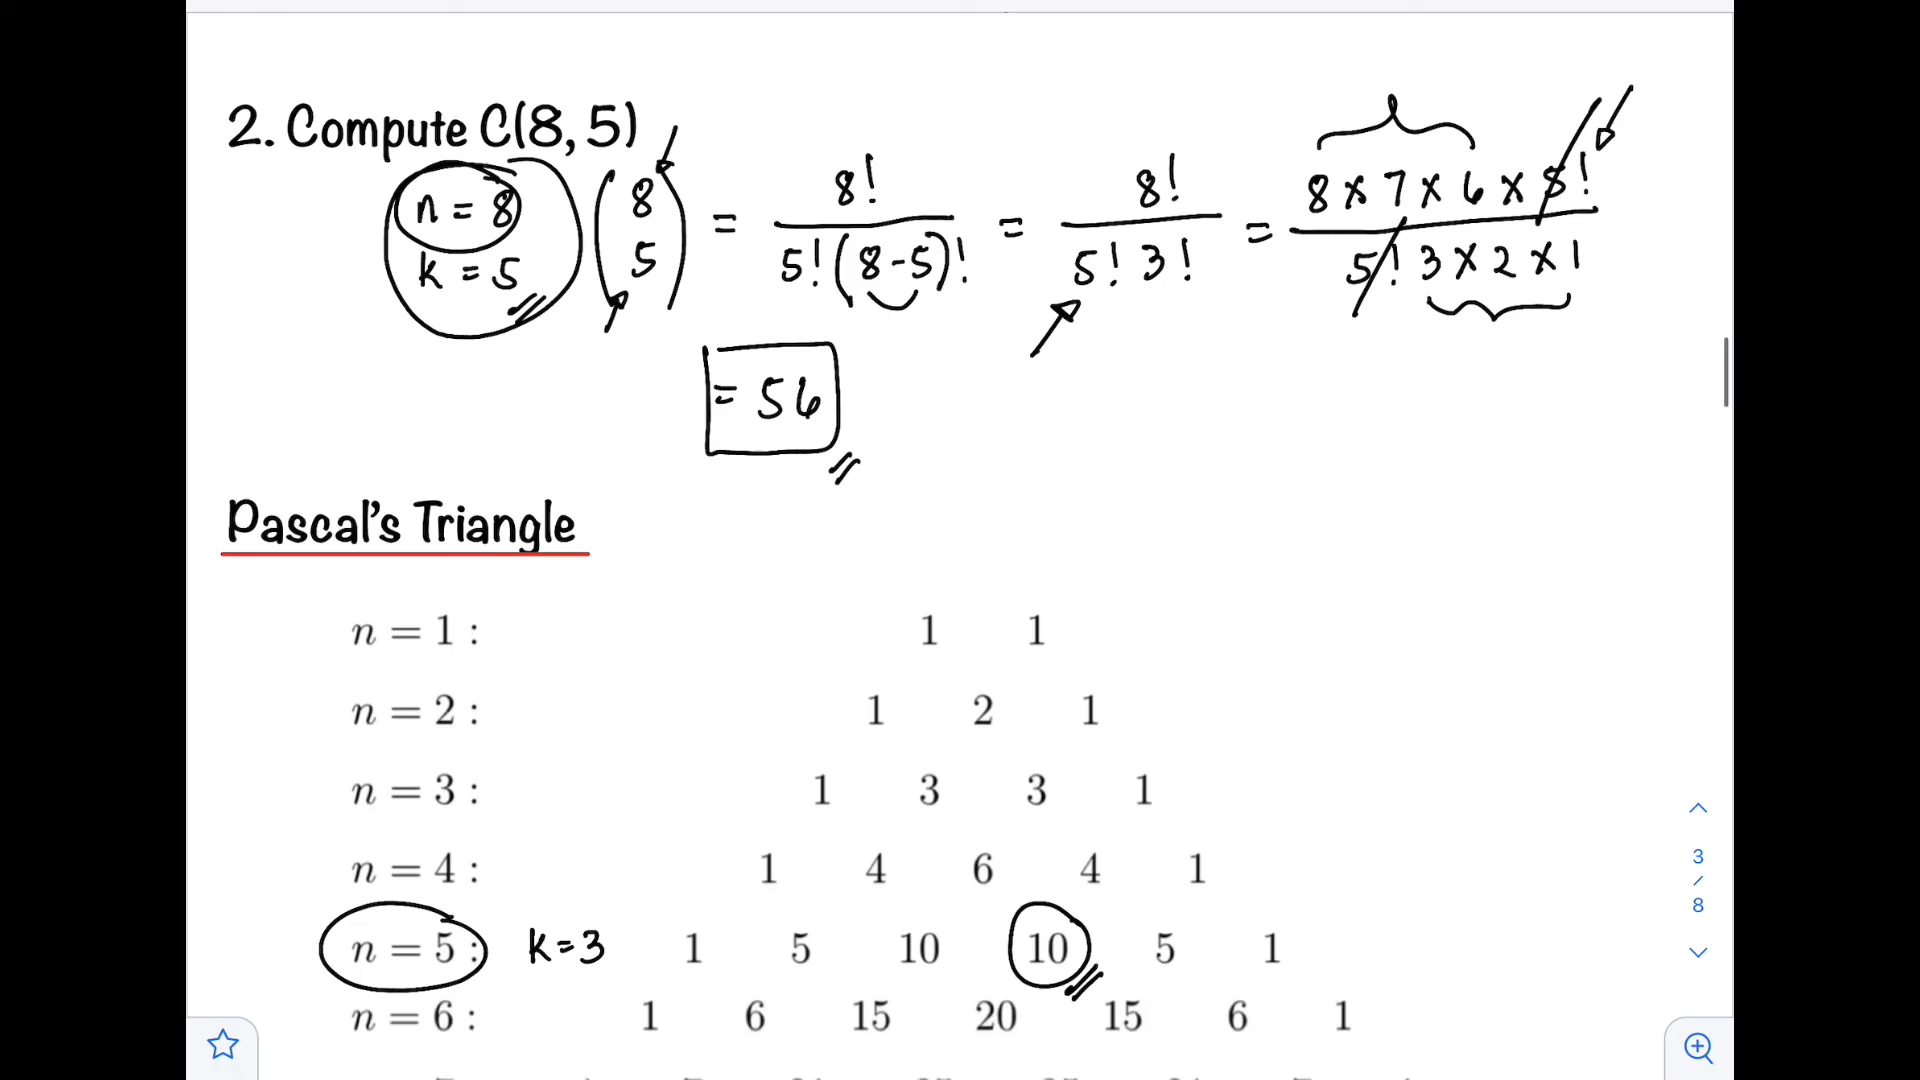 2. Compute C(8, 5)
n = 8
k = 5
(8 5) = 8! / 5!(8-5)! = 8! / 5! 3! = 8 x 7 x 6 x 5! / 5! 3 x 2 x 1
= 56
Pascal's Triangle
n = 1 : 1 1
n = 2 : 1 2 1
n = 3 : 1 3 3 1
n = 4 : 1 4 6 4 1
n = 5 : k = 3 1 5 10 10 5 1
n = 6 : 1 6 15 20 15 6 1
3 / 8